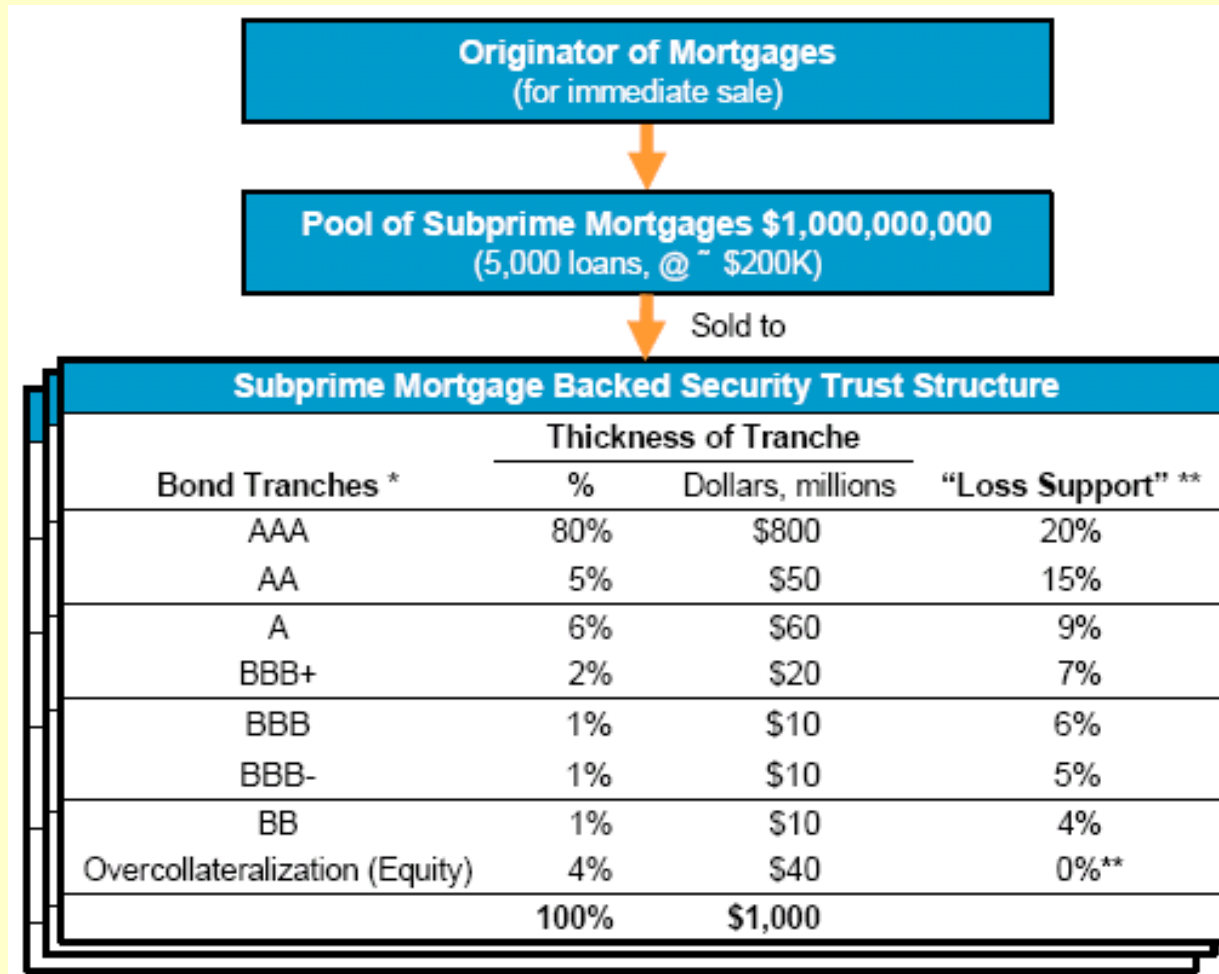 Originator of Mortgages
(for immediate sale)
Pool of Subprime Mortgages $1,000,000,000
(5,000 loans, @ ~ $200K)
Sold to
Subprime Mortgage Backed Security Trust Structure
Thickness of Tranche
Bond Tranches * % Dollars, millions “Loss Support” **
AAA 80% $800 20%
AA 5% $50 15%
A 6% $60 9%
BBB+ 2% $20 7%
BBB 1% $10 6%
BBB- 1% $10 5%
BB 1% $10 4%
Overcollateralization (Equity) 4% $40 0%**
100% $1,000